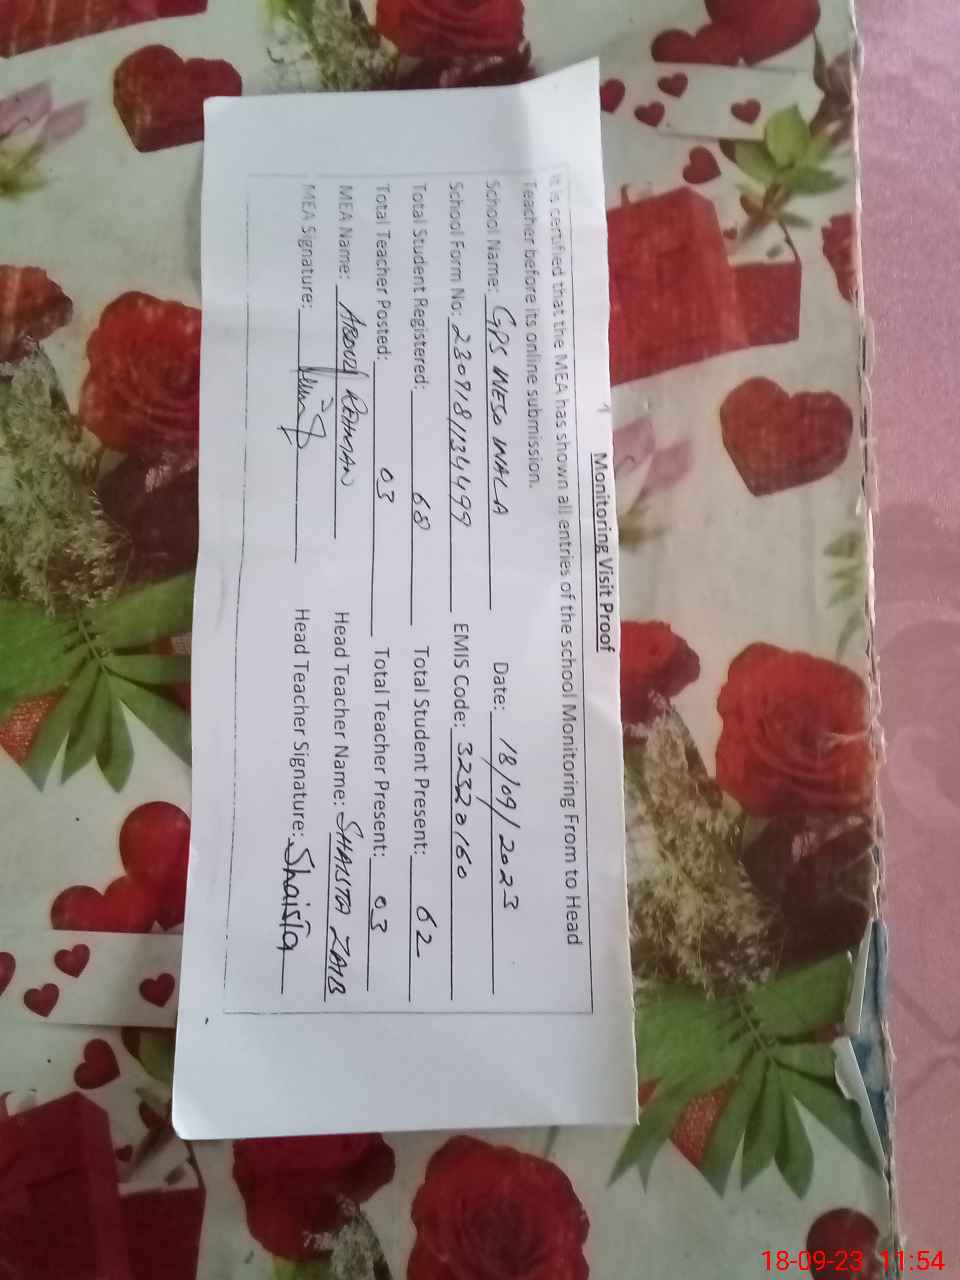 Monitoring Visit Proof
It is certified that the MEA has shown all entries of the school Monitoring From to Head
Teacher before its online submission.
School Name: GPS WESO WALA Date: 18/09/2023
School Form No: 230918/134499 EMIS Code: 32320160
Total Student Registered: 68 Total Student Present: 62
Total Teacher Posted: 03 Total Teacher Present: 03
MEA Name: ABDUL REHMAN Head Teacher Name: SHAISTA ZAIB
MEA Signature: Head Teacher Signature: Shaista
18-09-23 11:54